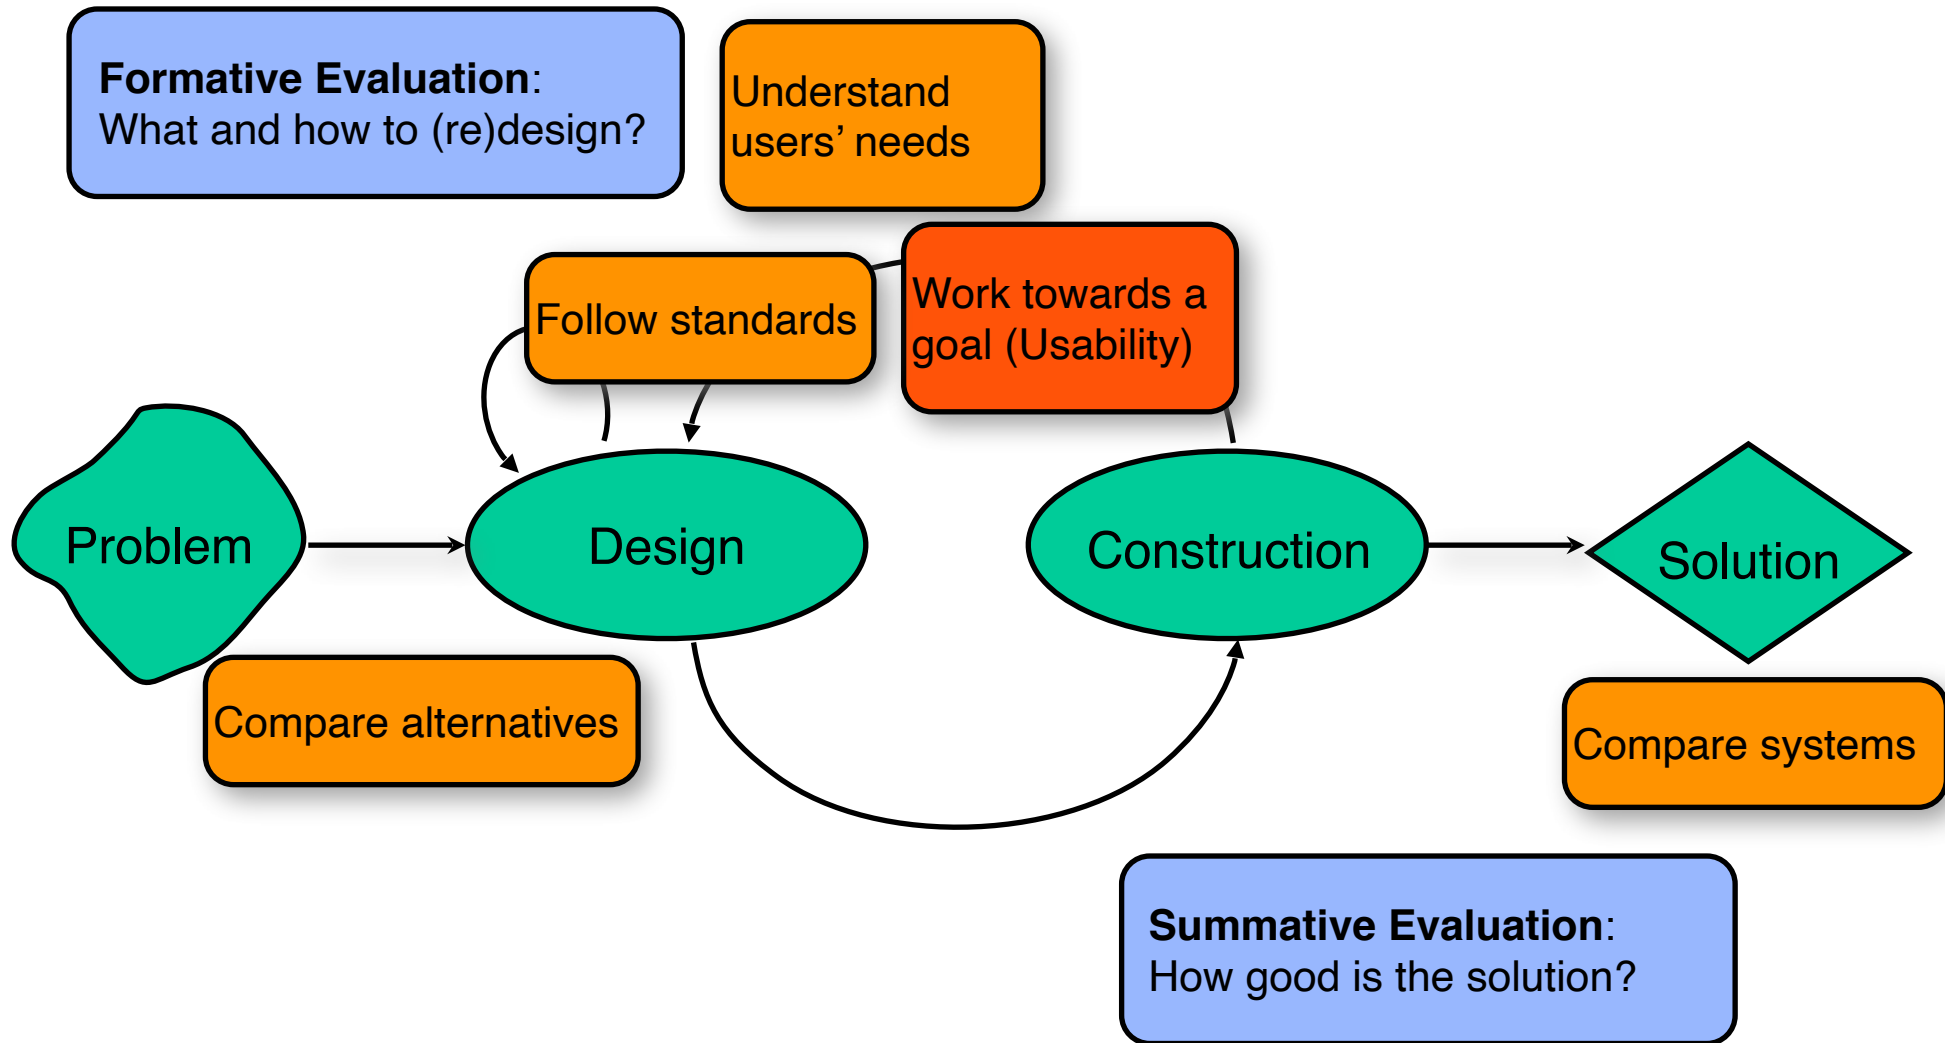 Formative Evaluation:
What and how to (re)design?
Understand
users’ needs
Follow standards
Work towards a
goal (Usability)
Problem
Design
Construction
Solution
Compare alternatives
Compare systems
Summative Evaluation:
How good is the solution?